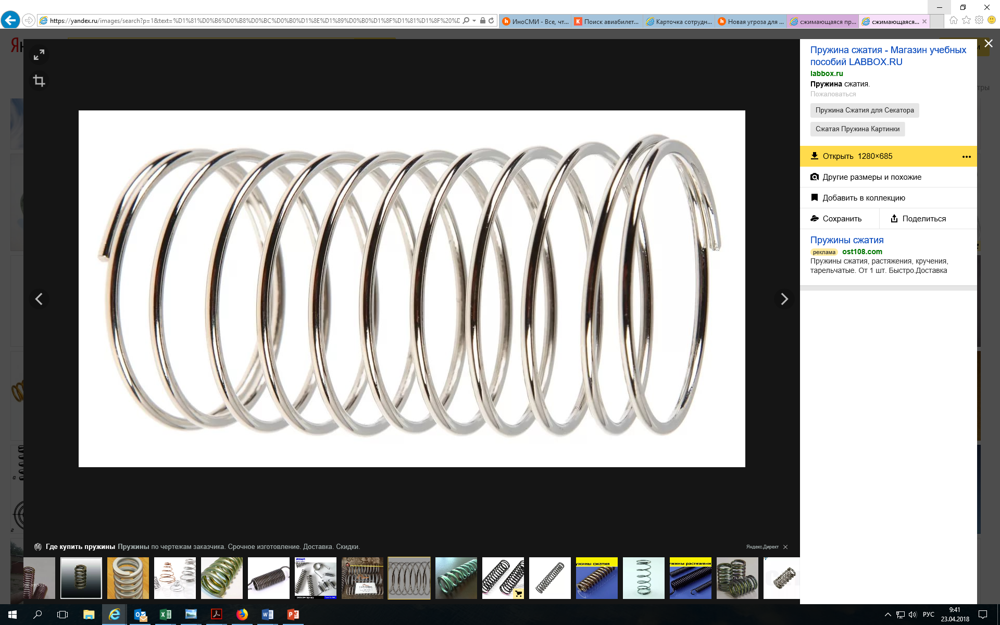 https://yandex.ru/images/search?p=1&text=%D1%81%D0%B6%D0%B8%D0%BC%D0%B0%D1%8E%D1%89%D0%B0%D1%8F%D1%81%D1%8F%20%D
ИноСМИ - Все, чт...
Поиск авиабилет...
Карточка сотрудн...
Новая угроза для ...
сжимающаяся пр...
сжимающаяся...
Пружина сжатия - Магазин учебных
пособий LABBOX.RU
labbox.ru
Пружина сжатия.
Пожаловаться
Пружина Сжатия для Секатора
Сжатая Пружина Картинки
Открыть 1280×685
Другие размеры и похожие
Добавить в коллекцию
Сохранить
Поделиться
Пружины сжатия
реклама ost108.com
Пружины сжатия, растяжения, кручения,
тарельчатые. От 1 шт. Быстро.Доставка
Где купить пружины Пружины по чертежам заказчика. Срочное изготовление. Доставка. Скидки.
Яндекс.Директ
РУС
9:41
23.04.2018